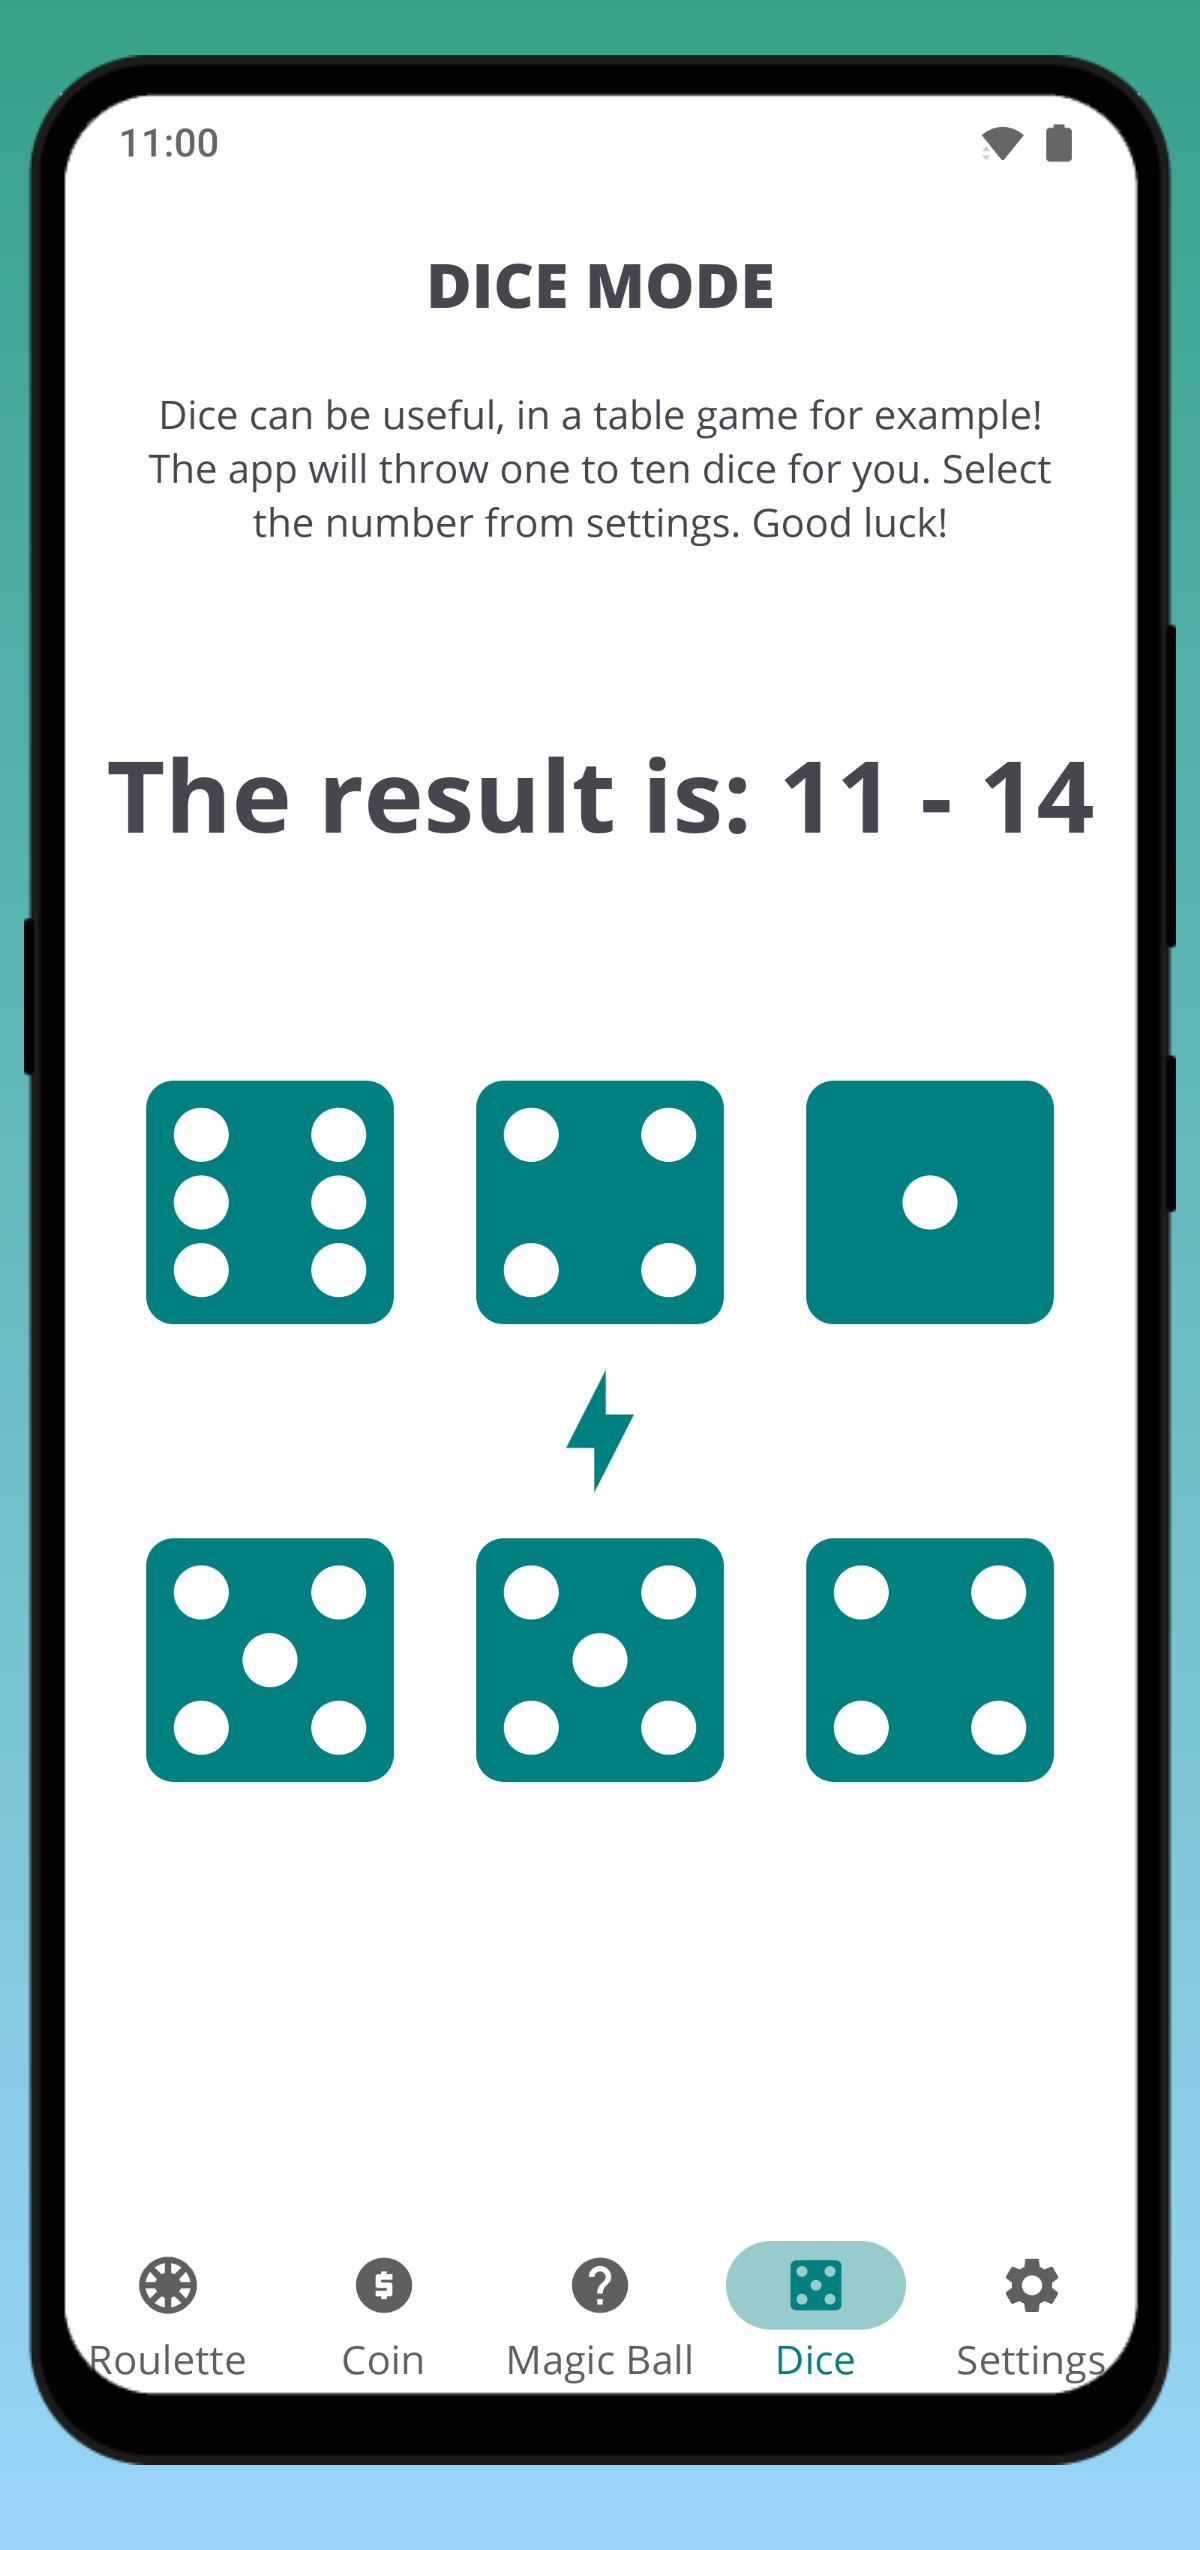 11:00
DICE MODE
Dice can be useful, in a table game for example!
The app will throw one to ten dice for you. Select
the number from settings. Good luck!
The result is: 11 - 14
Roulette
Coin
Magic Ball
Dice
Settings